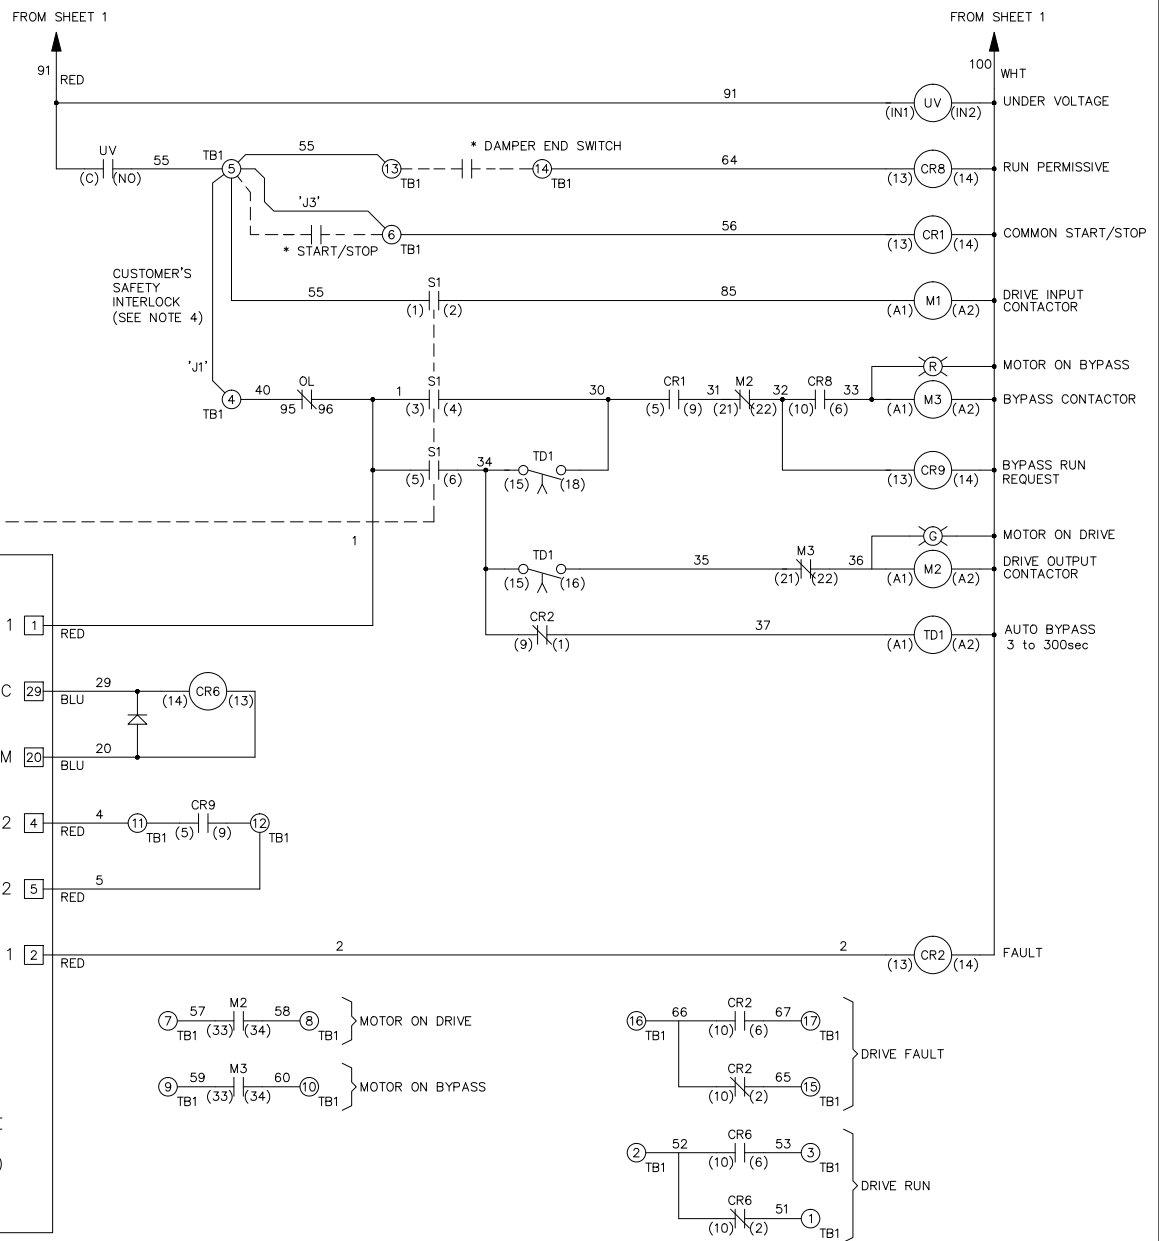 FROM SHEET 1
FROM SHEET 1
91
RED
100
WHT
91
(IN1) UV (IN2)
UNDER VOLTAGE
UV
(C) (NO)
55
TB1
5
55
13
TB1
* DAMPER END SWITCH
14
TB1
64
(13) CR8 (14)
RUN PERMISSIVE
'J3'
* START/STOP
6
TB1
56
(13) CR1 (14)
COMMON START/STOP
CUSTOMER'S
SAFETY
INTERLOCK
(SEE NOTE 4)
55
S1
(1) (2)
85
(A1) M1 (A2)
DRIVE INPUT
CONTACTOR
'J1'
4
TB1
40
OL
95 96
1
S1
(3) (4)
30
CR1
(5) (9)
31
M2
(21) (22)
32
CR8
(10) (6)
33
R
MOTOR ON BYPASS
(A1) M3 (A2)
BYPASS CONTACTOR
S1
(5) (6)
34
TD1
(15) (18)
(13) CR9 (14)
BYPASS RUN
REQUEST
1
TD1
(15) (16)
35
M3
(21) (22)
36
G
MOTOR ON DRIVE
(A1) M2 (A2)
DRIVE OUTPUT
CONTACTOR
1 1
RED
CR2
(9) (1)
37
(A1) TD1 (A2)
AUTO BYPASS
3 to 300sec
C 29
BLU
29
(14) CR6 (13)
M 20
BLU
20
2 4
RED
4
11
TB1
CR9
(5) (9)
12
TB1
2 5
RED
5
1 2
RED
2
2
(13) CR2 (14)
FAULT
7
TB1
57
M2
(33) (34)
58
8
TB1
MOTOR ON DRIVE
9
TB1
59
M3
(33) (34)
60
10
TB1
MOTOR ON BYPASS
16
TB1
66
CR2
(10) (6)
67
17
TB1
CR2
(10) (2)
65
15
TB1
DRIVE FAULT
2
TB1
52
CR6
(10) (6)
53
3
TB1
CR6
(10) (2)
51
1
TB1
DRIVE RUN
)